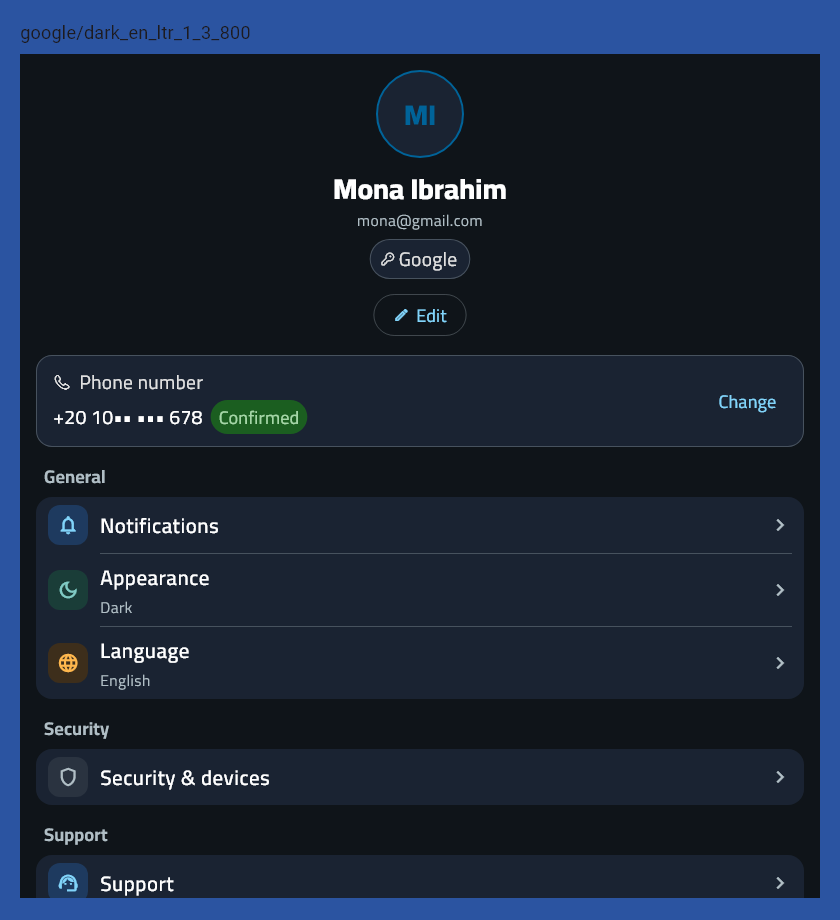 google/dark_en_ltr_1_3_800
MI
Mona Ibrahim
mona@gmail.com
Google
Edit
Phone number
+20 10•• ••• 678 Confirmed
Change
General
Notifications
Appearance
Dark
Language
English
Security
Security & devices
Support
Support